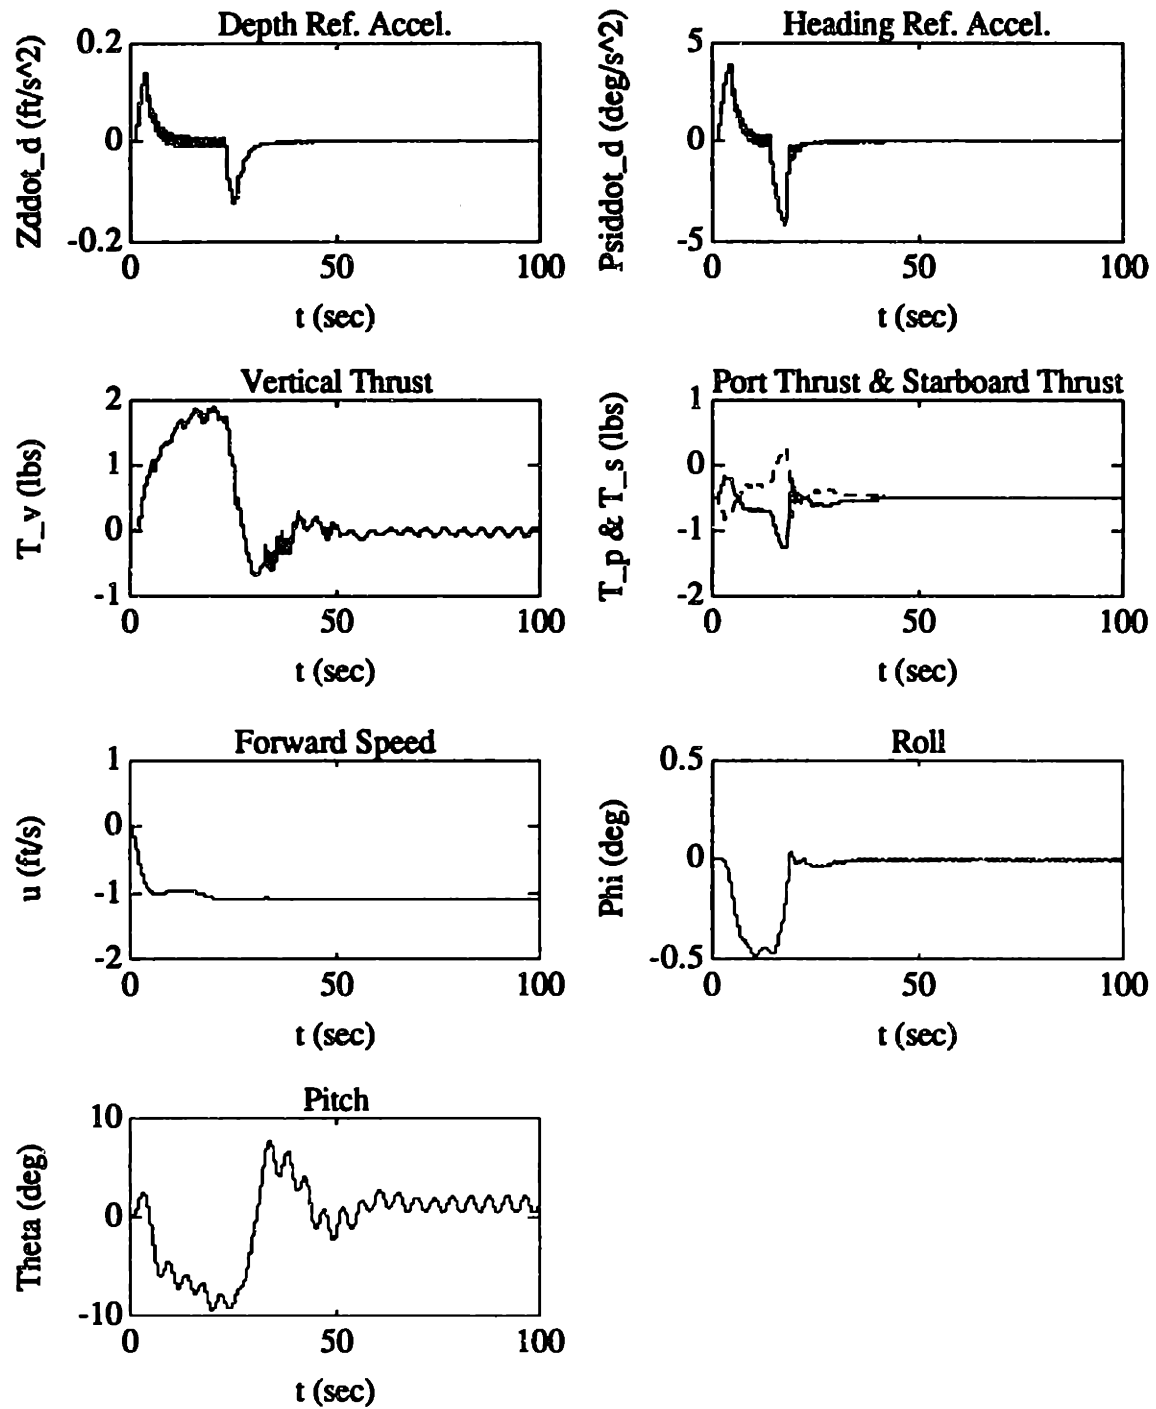 Depth Ref. Accel.
Zddot_d (ft/s^2)
0.2
0
-0.2
0
50
100
t (sec)
Heading Ref. Accel.
Psiddot_d (deg/s^2)
5
0
-5
0
50
100
t (sec)
Vertical Thrust
T_v (lbs)
2
1
0
-1
0
50
100
t (sec)
Port Thrust & Starboard Thrust
T_p & T_s (lbs)
1
0
-1
-2
0
50
100
t (sec)
Forward Speed
u (ft/s)
1
0
-1
-2
0
50
100
t (sec)
Roll
Phi (deg)
0.5
0
-0.5
0
50
100
t (sec)
Pitch
Theta (deg)
10
0
-10
0
50
100
t (sec)